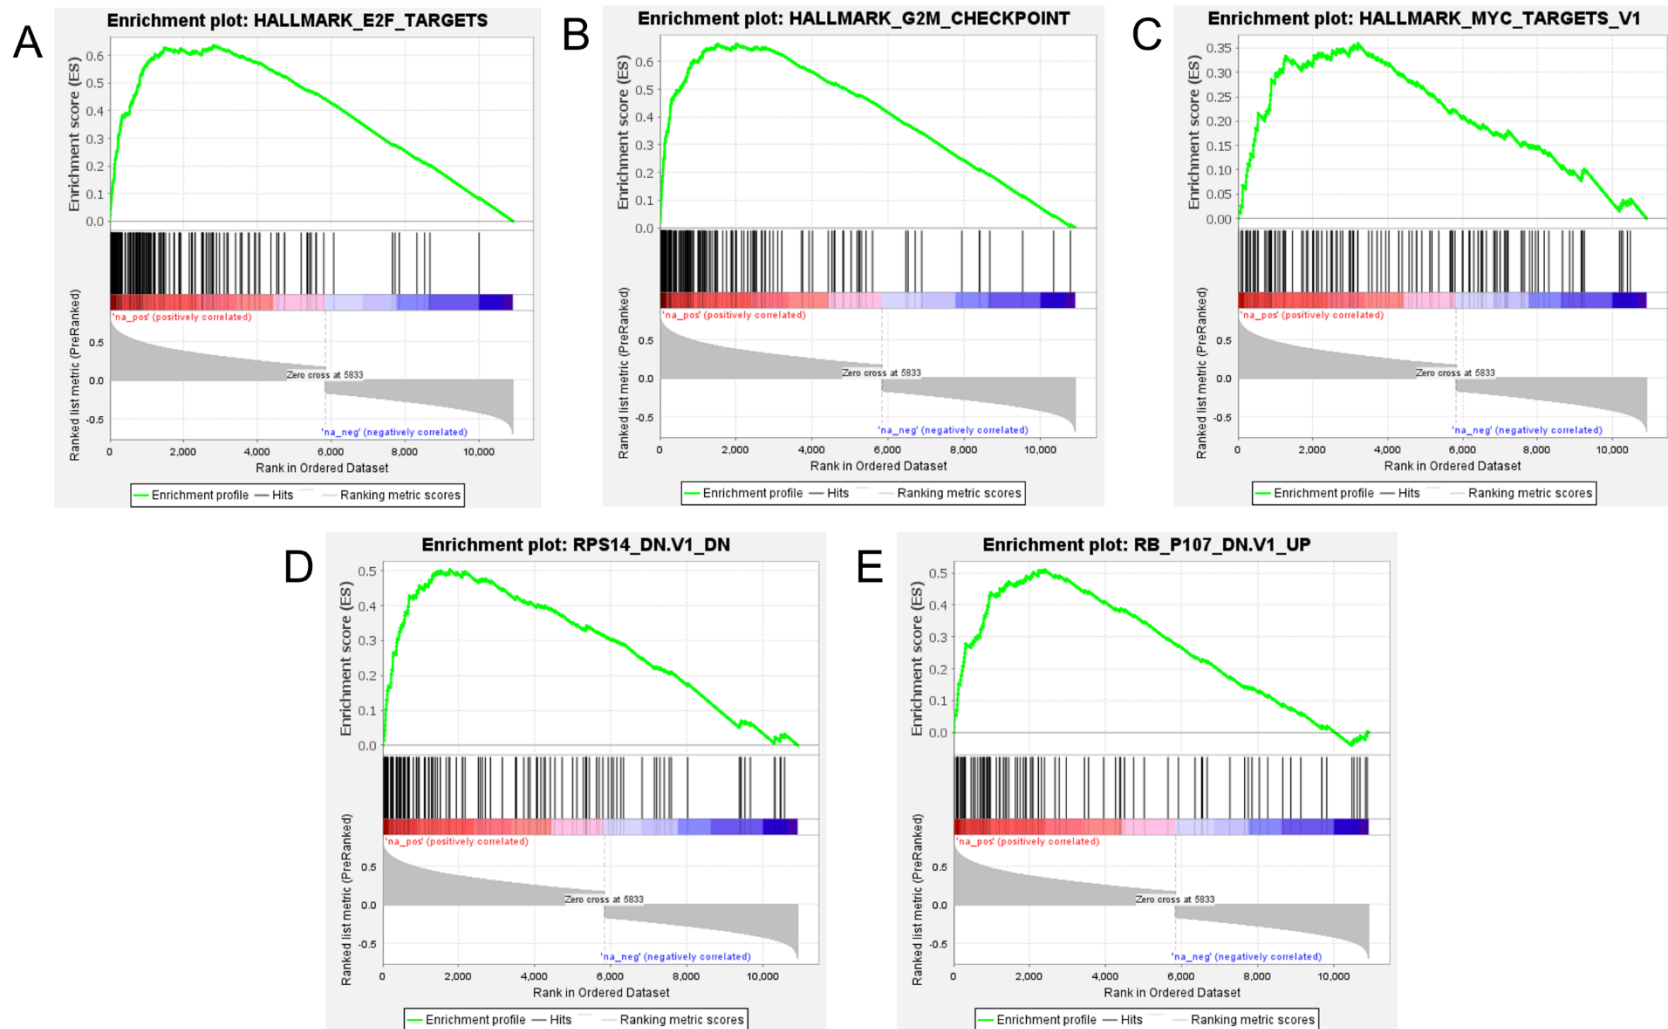 A
Enrichment plot: HALLMARK_E2F_TARGETS
Enrichment score (ES)
0.6
0.5
0.4
0.3
0.2
0.1
0.0
'na_pos' (positively correlated)
Ranked list metric (PreRanked)
0.5
0.0
-0.5
Zero cross at 5833
'na_neg' (negatively correlated)
0 2,000 4,000 6,000 8,000 10,000
Rank in Ordered Dataset
Enrichment profile Hits Ranking metric scores
B
Enrichment plot: HALLMARK_G2M_CHECKPOINT
Enrichment score (ES)
0.6
0.5
0.4
0.3
0.2
0.1
0.0
'na_pos' (positively correlated)
Ranked list metric (PreRanked)
0.5
0.0
-0.5
Zero cross at 5833
'na_neg' (negatively correlated)
0 2,000 4,000 6,000 8,000 10,000
Rank in Ordered Dataset
Enrichment profile Hits Ranking metric scores
C
Enrichment plot: HALLMARK_MYC_TARGETS_V1
Enrichment score (ES)
0.35
0.30
0.25
0.20
0.15
0.10
0.05
0.00
'na_pos' (positively correlated)
Ranked list metric (PreRanked)
0.5
0.0
-0.5
Zero cross at 5833
'na_neg' (negatively correlated)
0 2,000 4,000 6,000 8,000 10,000
Rank in Ordered Dataset
Enrichment profile Hits Ranking metric scores
D
Enrichment plot: RPS14_DN.V1_DN
Enrichment score (ES)
0.5
0.4
0.3
0.2
0.1
0.0
'na_pos' (positively correlated)
Ranked list metric (PreRanked)
0.5
0.0
-0.5
Zero cross at 5833
'na_neg' (negatively correlated)
0 2,000 4,000 6,000 8,000 10,000
Rank in Ordered Dataset
Enrichment profile Hits Ranking metric scores
E
Enrichment plot: RB_P107_DN.V1_UP
Enrichment score (ES)
0.5
0.4
0.3
0.2
0.1
0.0
'na_pos' (positively correlated)
Ranked list metric (PreRanked)
0.5
0.0
-0.5
Zero cross at 5833
'na_neg' (negatively correlated)
0 2,000 4,000 6,000 8,000 10,000
Rank in Ordered Dataset
Enrichment profile Hits Ranking metric scores